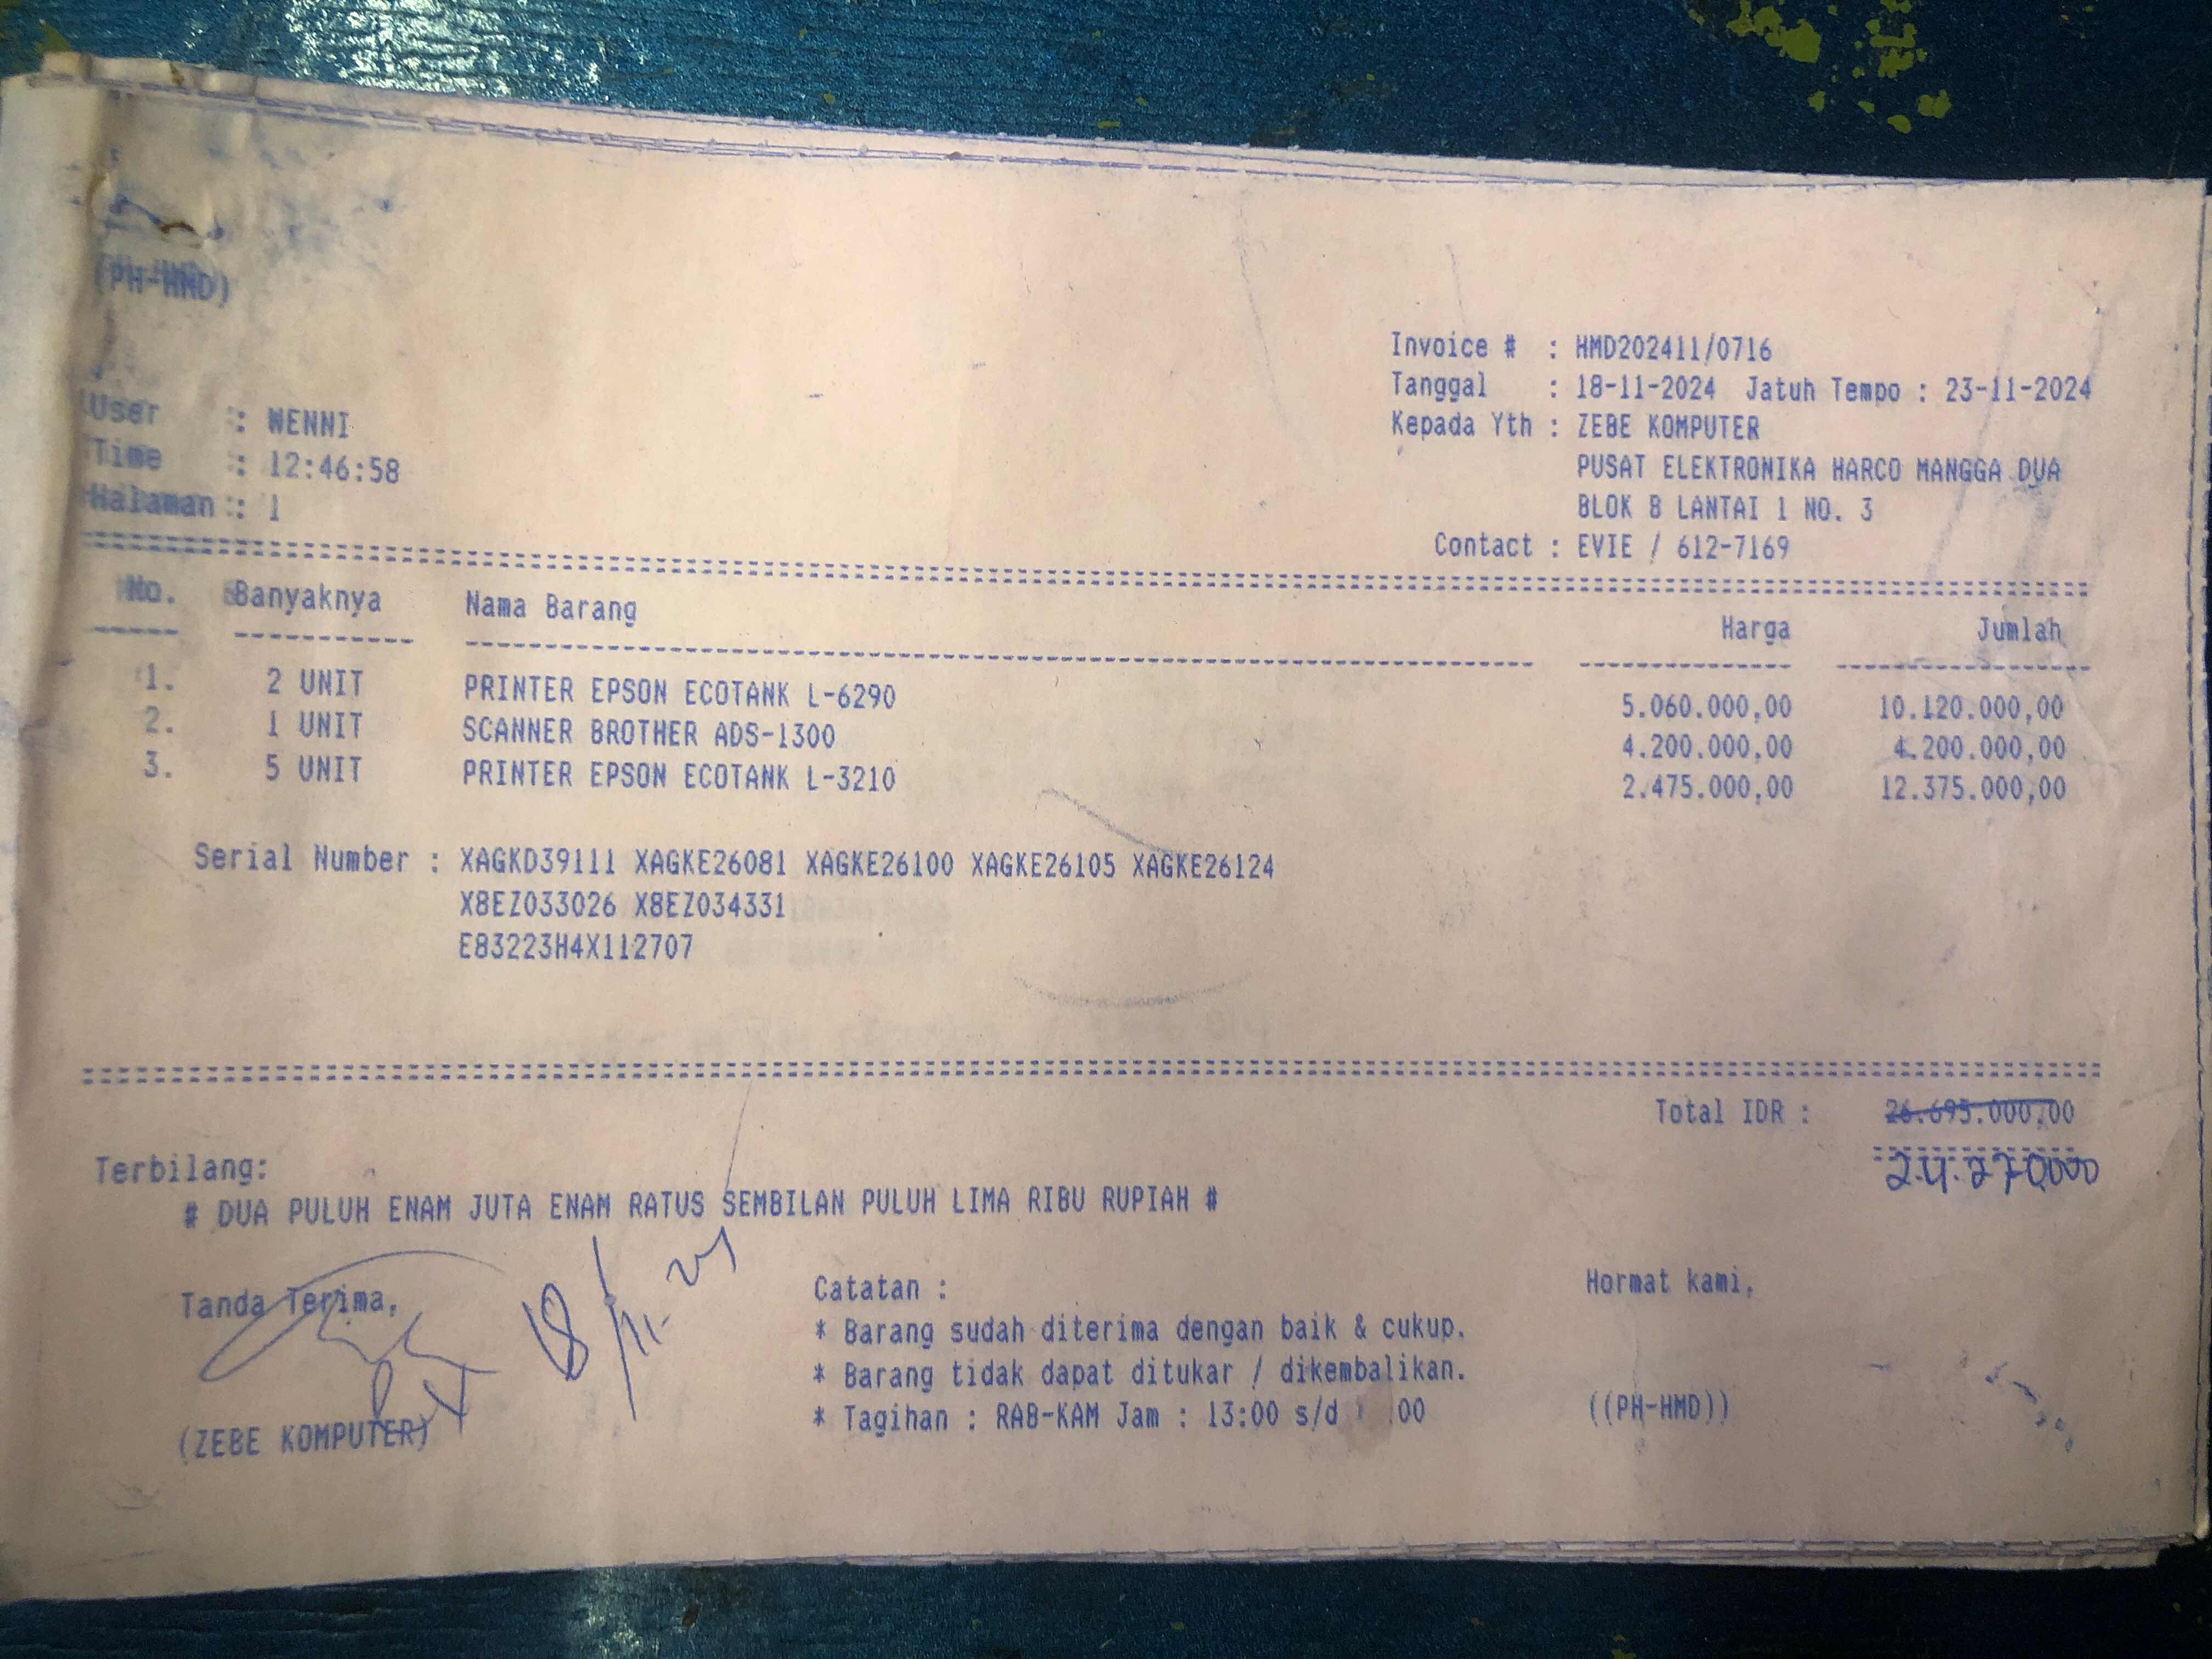 (PH-HMD)
Invoice # : HMD202411/0716
Tanggal : 18-11-2024 Jatuh Tempo : 23-11-2024
Kepada Yth : ZEBE KOMPUTER
PUSAT ELEKTRONIKA HARCO MANGGA DUA
BLOK B LANTAI 1 NO. 3
Contact : EVIE / 612-7169
User : WENNI
Time : 12:46:58
Halaman : 1
No. Banyaknya Nama Barang Harga Jumlah
1. 2 UNIT PRINTER EPSON ECOTANK L-6290 5.060.000,00 10.120.000,00
2. 1 UNIT SCANNER BROTHER ADS-1300 4.200.000,00 4.200.000,00
3. 5 UNIT PRINTER EPSON ECOTANK L-3210 2.475.000,00 12.375.000,00
Serial Number : XAGKD39111 XAGKE26081 XAGKE26100 XAGKE26105 XAGKE26124
X8EZ033026 X8EZ034331
E83223H4X112707
Total IDR : 26.695.000,00
24.270000
Terbilang:
# DUA PULUH ENAM JUTA ENAM RATUS SEMBILAN PULUH LIMA RIBU RUPIAH #
Tanda Terima,
18/11-24
(ZEBE KOMPUTER)
Catatan :
* Barang sudah diterima dengan baik & cukup.
* Barang tidak dapat ditukar / dikembalikan.
* Tagihan : RAB-KAM Jam : 13:00 s/d :00
Hormat kami,
((PH-HMD))